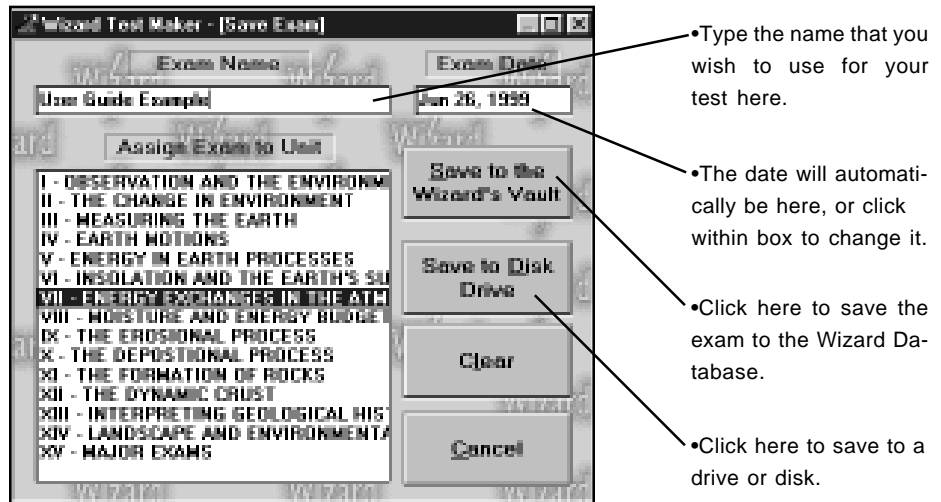 Wizard Test Maker - [Save Exam]
Exam Name
Exam Date
User Guide Example
Jun 26, 1999
Assign Exam to Unit
I - OBSERVATION AND THE ENVIRONM
II - THE CHANGE IN ENVIRONMENT
III - MEASURING THE EARTH
IV - EARTH MOTIONS
V - ENERGY IN EARTH PROCESSES
VI - INSOLATION AND THE EARTH'S SU
VII - ENERGY EXCHANGES IN THE ATH
VIII - MOISTURE AND ENERGY BUDGET
IX - THE EROSIONAL PROCESS
X - THE DEPOSTIONAL PROCESS
XI - THE FORMATION OF ROCKS
XII - THE DYNAMIC CRUST
XIII - INTERPRETING GEOLOGICAL HIS
XIV - LANDSCAPE AND ENVIRONMENTA
XV - MAJOR EXAMS
Save to the
Wizard's Vault
Save to Disk
Drive
Clear
Cancel
•Type the name that you
wish to use for your
test here.
•The date will automati-
cally be here, or click
within box to change it.
•Click here to save the
exam to the Wizard Da-
tabase.
•Click here to save to a
drive or disk.